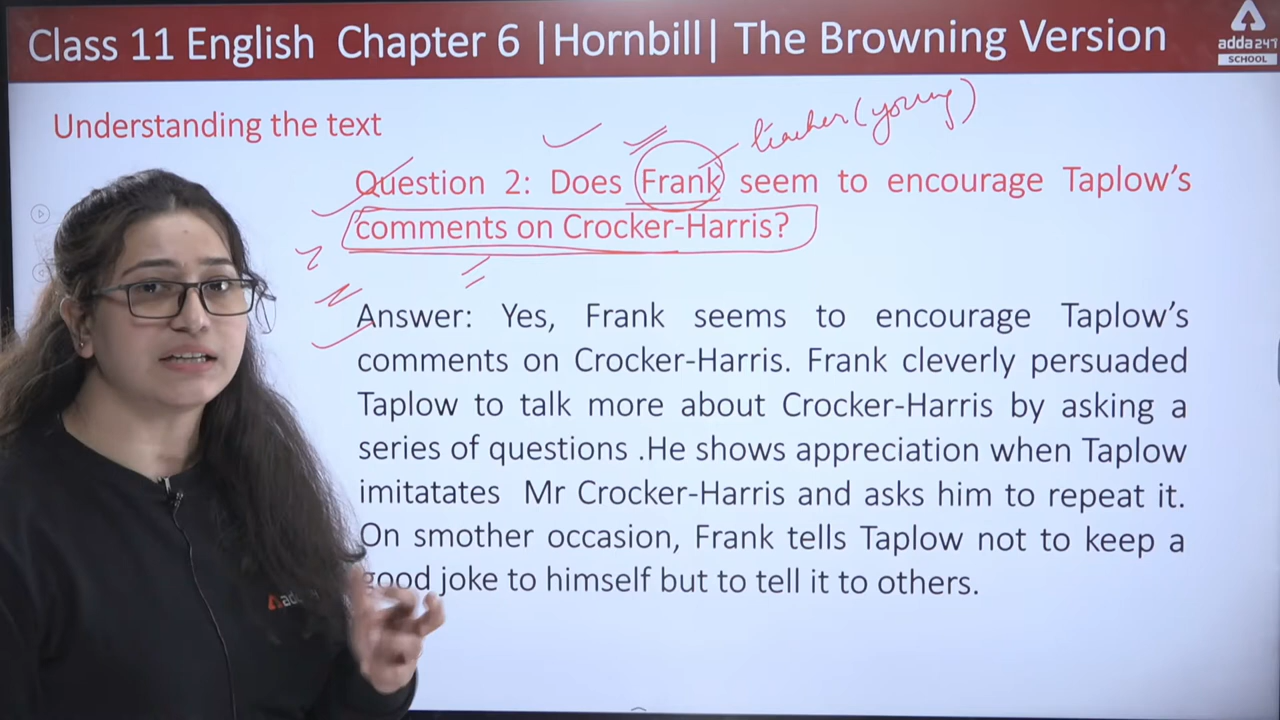 Class 11 English Chapter 6 |Hornbill| The Browning Version
adda247
SCHOOL
Understanding the text
teacher (young)
Question 2: Does Frank seem to encourage Taplow's
comments on Crocker-Harris?
Answer: Yes, Frank seems to encourage Taplow's
comments on Crocker-Harris. Frank cleverly persuaded
Taplow to talk more about Crocker-Harris by asking a
series of questions .He shows appreciation when Taplow
imitatates Mr Crocker-Harris and asks him to repeat it.
On smother occasion, Frank tells Taplow not to keep a
good joke to himself but to tell it to others.